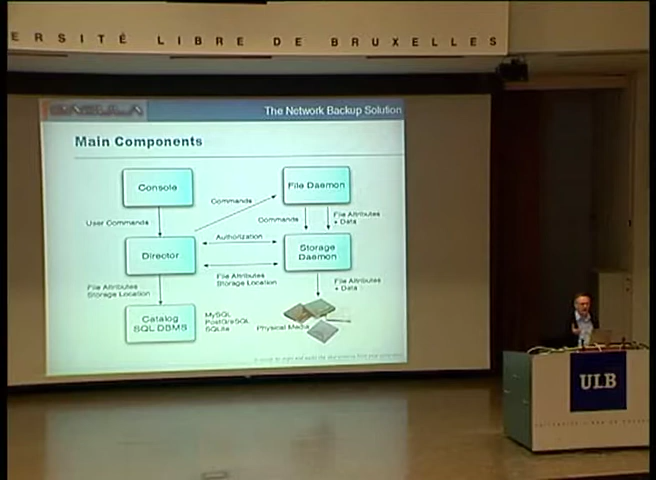 ERSITÉ LIBRE DE BRUXELLES
BACULA
The Network Backup Solution
Main Components
Console
File Daemon
Commands
User Commands
Commands
File Attributes
+ Data
Authorization
Director
Storage
Daemon
File Attributes
Storage Location
File Attributes
Storage Location
File Attributes
+ Data
Catalog
SQL DBMS
MySQL
PostgreSQL
SQLite
Physical Media
ULB